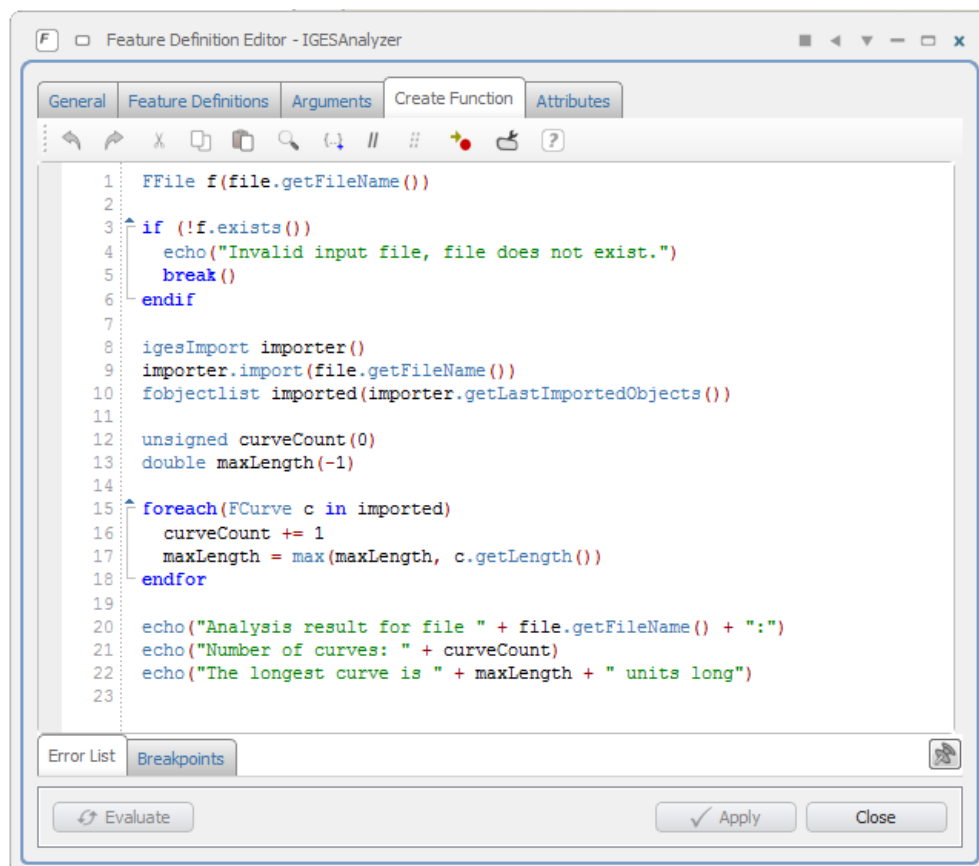 F Feature Definition Editor - IGESAnalyzer
General Feature Definitions Arguments Create Function Attributes
{..} // #
?
1 FFile f(file.getFileName())
2
3 if (!f.exists())
4 echo("Invalid input file, file does not exist.")
5 break()
6 endif
7
8 igesImport importer()
9 importer.import(file.getFileName())
10 fobjectlist imported(importer.getLastImportedObjects())
11
12 unsigned curveCount(0)
13 double maxLength(-1)
14
15 foreach(FCurve c in imported)
16 curveCount += 1
17 maxLength = max(maxLength, c.getLength())
18 endfor
19
20 echo("Analysis result for file " + file.getFileName() + ":")
21 echo("Number of curves: " + curveCount)
22 echo("The longest curve is " + maxLength + " units long")
23
Error List Breakpoints
Evaluate Apply Close